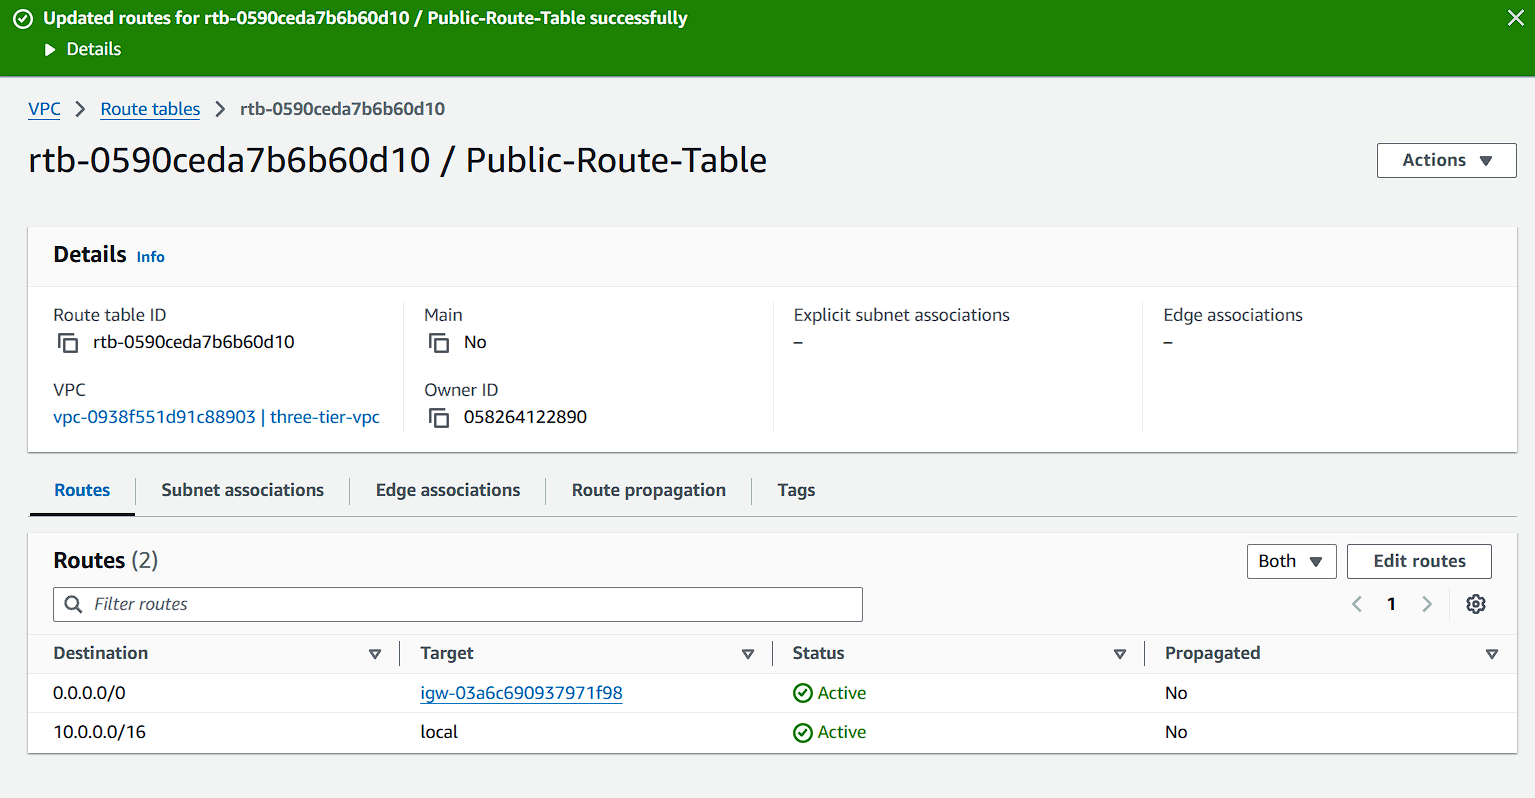 Updated routes for rtb-0590ceda7b6b60d10 / Public-Route-Table successfully
Details
VPC > Route tables > rtb-0590ceda7b6b60d10
rtb-0590ceda7b6b60d10 / Public-Route-Table
Actions
Details Info
Route table ID
rtb-0590ceda7b6b60d10
Main
No
Explicit subnet associations
–
Edge associations
–
VPC
vpc-0938f551d91c88903 | three-tier-vpc
Owner ID
058264122890
Routes Subnet associations Edge associations Route propagation Tags
Routes (2)
Both Edit routes
Filter routes
1
Destination Target Status Propagated
0.0.0.0/0 igw-03a6c690937971f98 Active No
10.0.0.0/16 local Active No